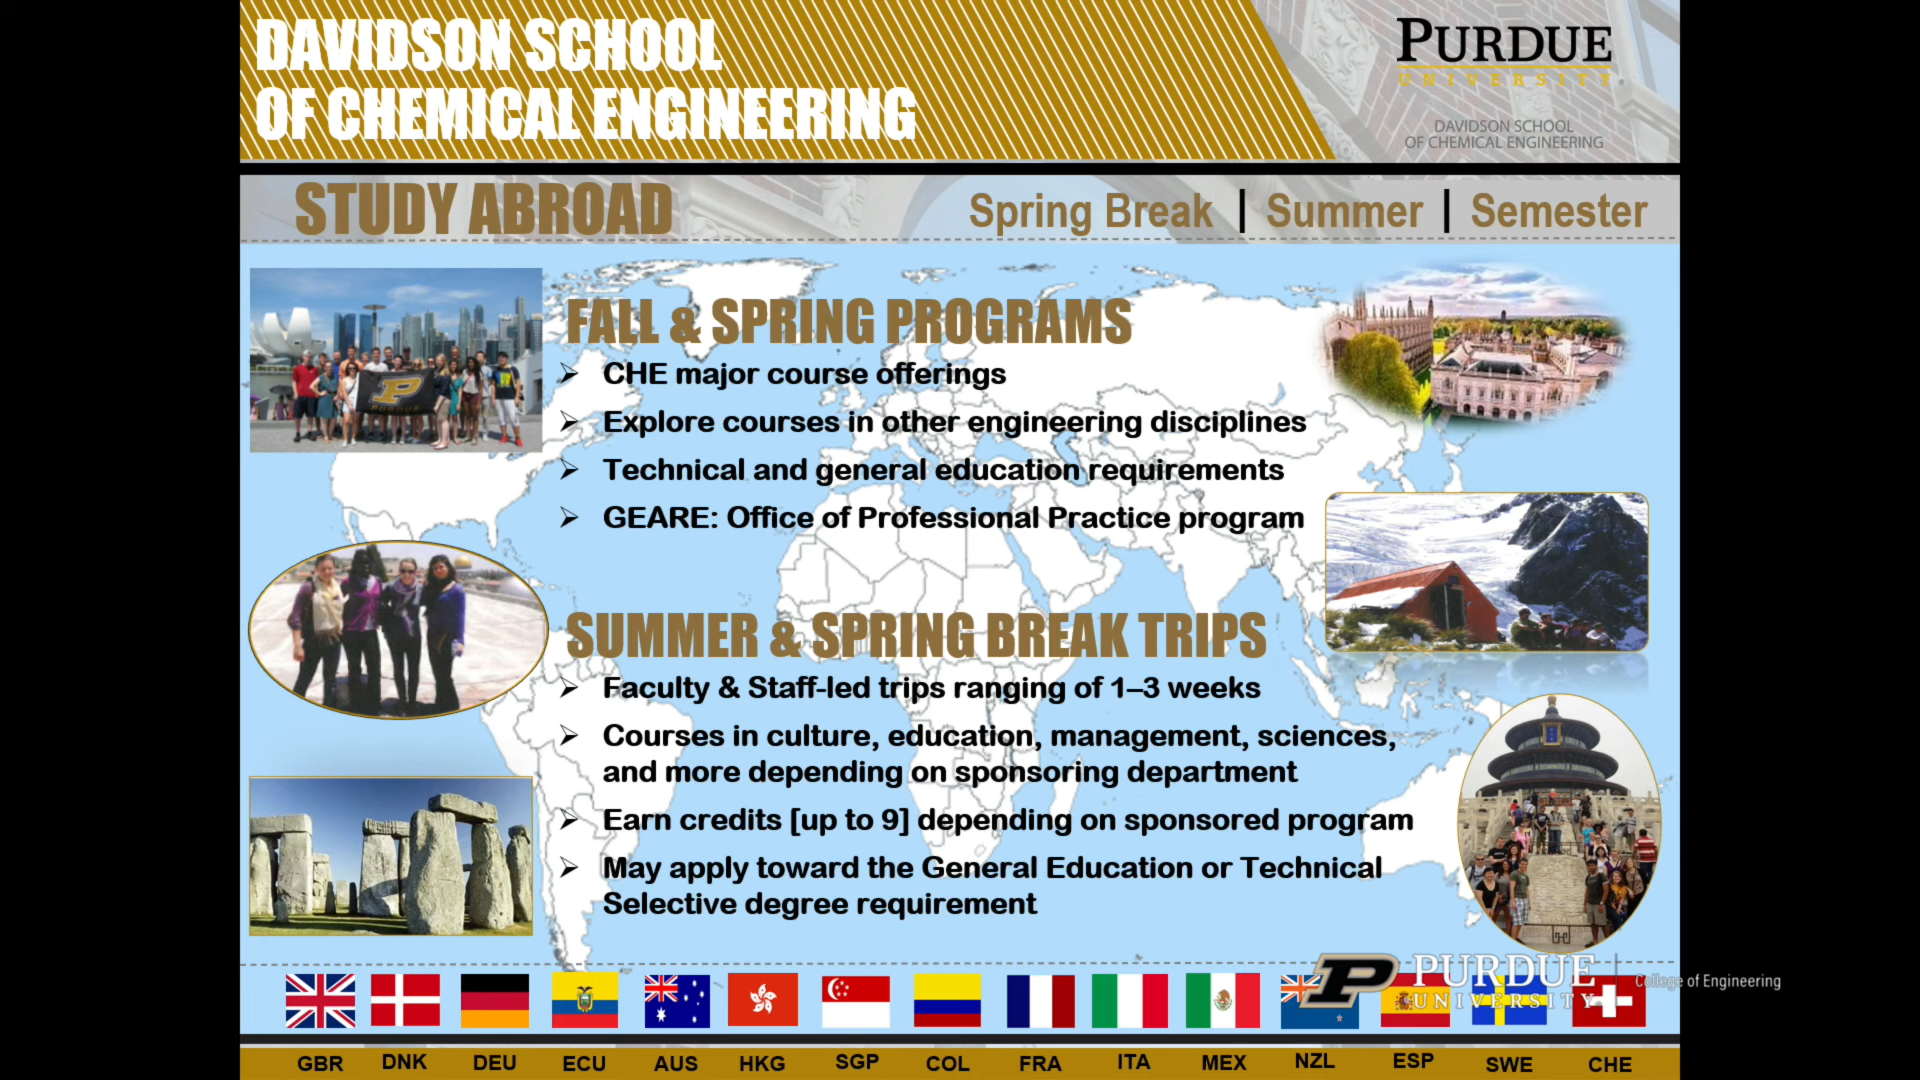 DAVIDSON SCHOOL
OF CHEMICAL ENGINEERING
PURDUE
UNIVERSITY
DAVIDSON SCHOOL
OF CHEMICAL ENGINEERING
STUDY ABROAD
Spring Break | Summer | Semester
FALL & SPRING PROGRAMS
➢ CHE major course offerings
➢ Explore courses in other engineering disciplines
➢ Technical and general education requirements
➢ GEARE: Office of Professional Practice program
SUMMER & SPRING BREAK TRIPS
➢ Faculty & Staff-led trips ranging of 1–3 weeks
➢ Courses in culture, education, management, sciences,
and more depending on sponsoring department
➢ Earn credits [up to 9] depending on sponsored program
➢ May apply toward the General Education or Technical
Selective degree requirement
P
PURDUE
PURDUE
UNIVERSITY
College of Engineering
GBR DNK DEU ECU AUS HKG SGP COL FRA ITA MEX NZL ESP SWE CHE